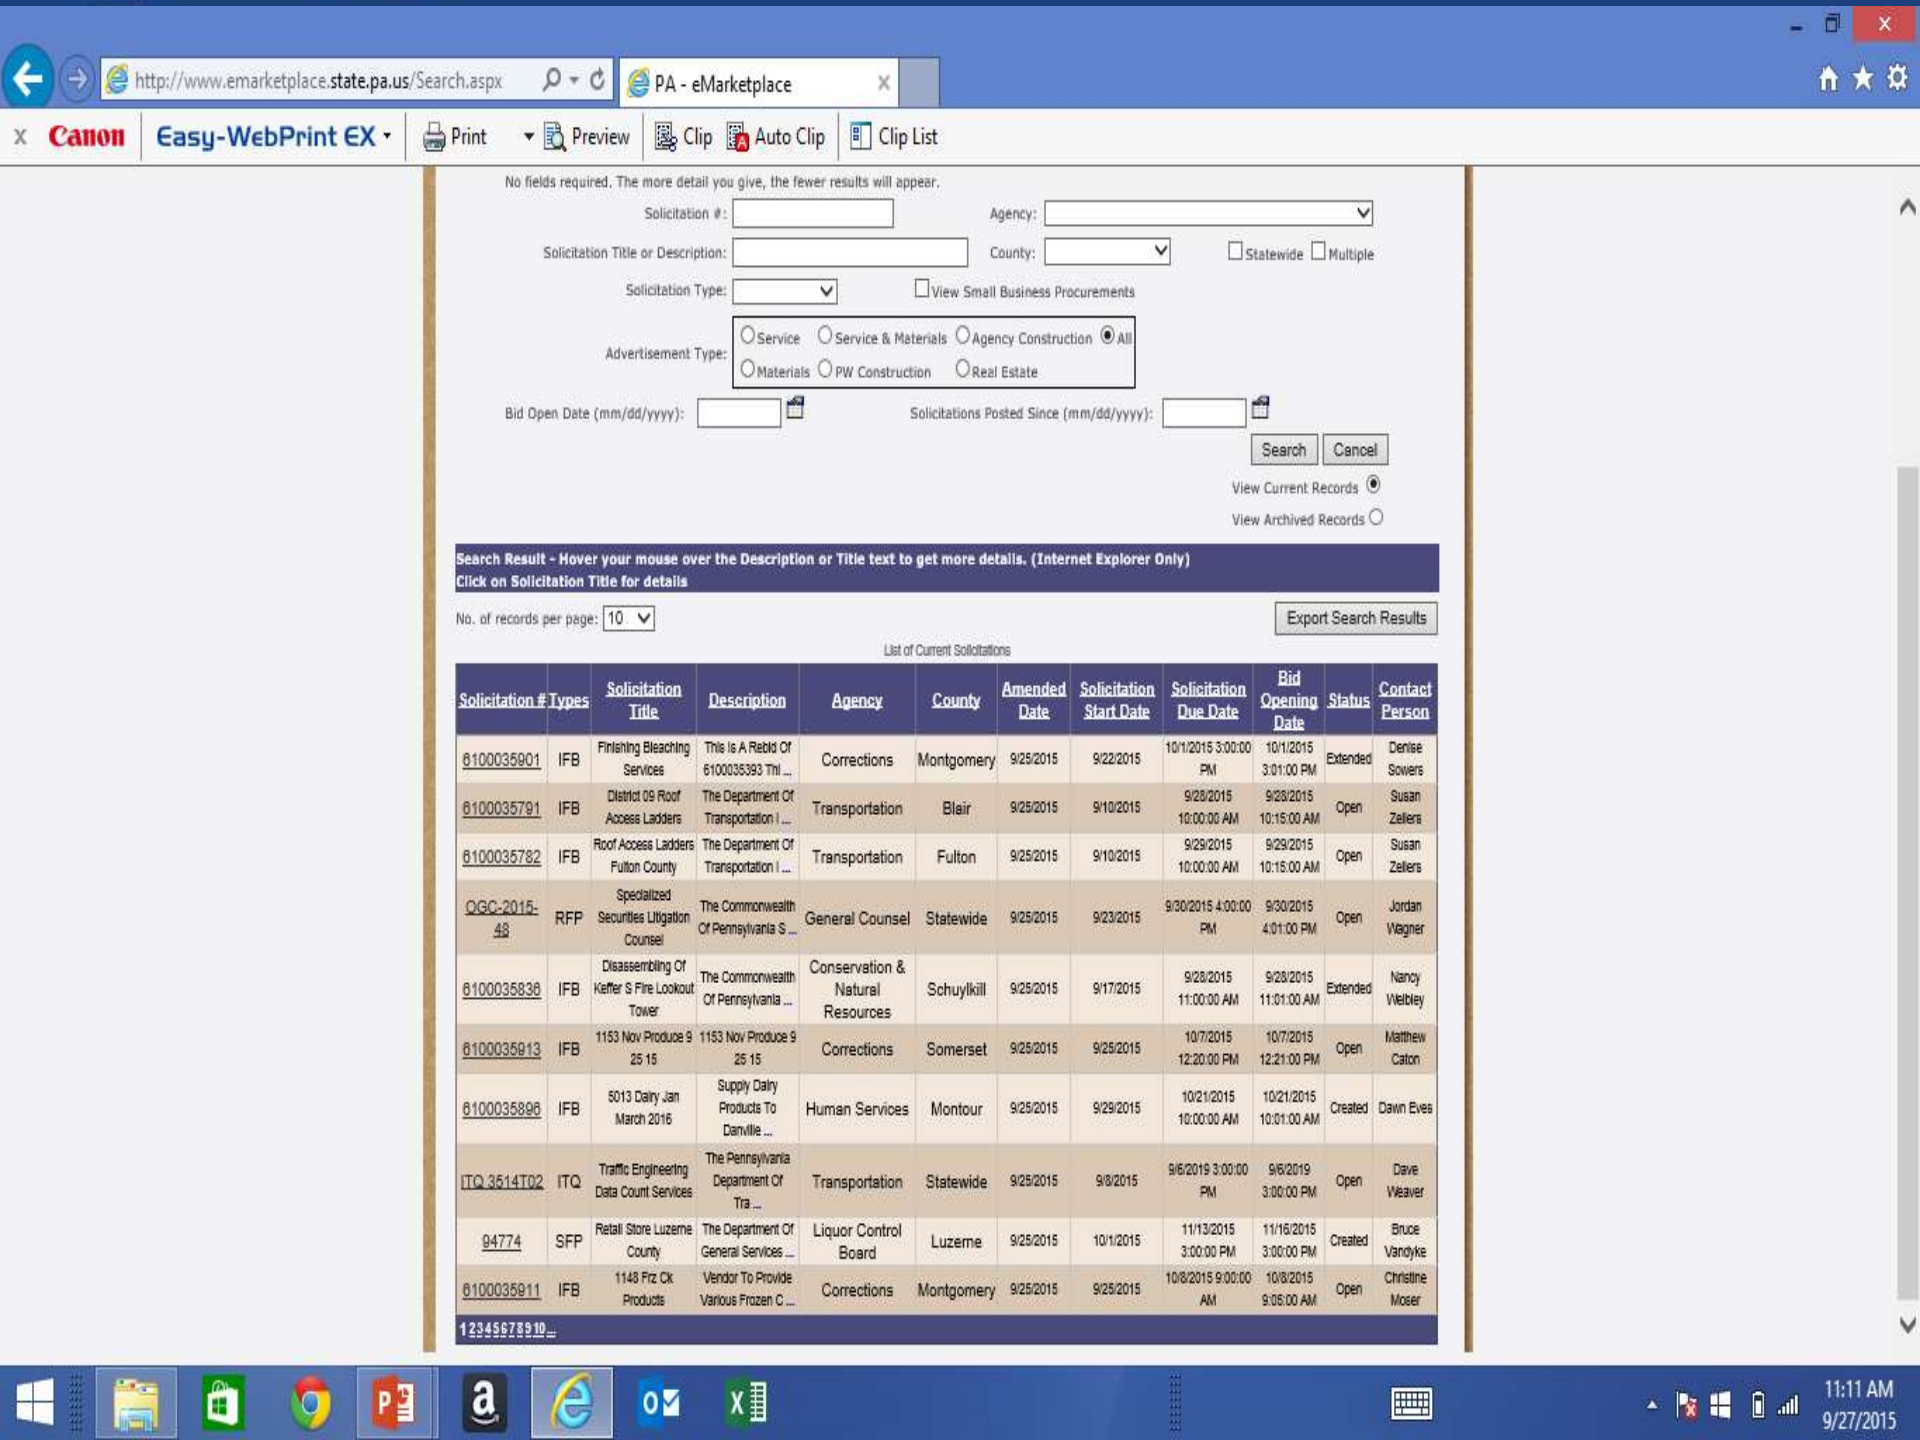 http://www.emarketplace.state.pa.us/Search.aspx
PA - eMarketplace
x Canon Easy-WebPrint EX Print Preview Clip Auto Clip Clip List
No fields required. The more detail you give, the fewer results will appear.
Solicitation #: Agency:
Solicitation Title or Description: County: Statewide Multiple
Solicitation Type: View Small Business Procurements
Advertisement Type: Service Service & Materials Agency Construction All
Materials PW Construction Real Estate
Bid Open Date (mm/dd/yyyy): Solicitations Posted Since (mm/dd/yyyy):
Search Cancel
View Current Records
View Archived Records
Search Result - Hover your mouse over the Description or Title text to get more details. (Internet Explorer Only)
Click on Solicitation Title for details
No. of records per page: 10 Export Search Results
List of Current Solicitations
Solicitation # Types Solicitation Title Description Agency County Amended Date Solicitation Start Date Solicitation Due Date Bid Opening Date Status Contact Person
6100035901 IFB Finishing Bleaching Services This Is A Rebid Of 6100035393 Thi ... Corrections Montgomery 9/25/2015 9/22/2015 10/1/2015 3:00:00 PM 10/1/2015 3:01:00 PM Extended Denise Sowers
6100035791 IFB District 09 Roof Access Ladders The Department Of Transportation I ... Transportation Blair 9/25/2015 9/10/2015 9/28/2015 10:00:00 AM 9/28/2015 10:15:00 AM Open Susan Zellers
6100035782 IFB Roof Access Ladders Fulton County The Department Of Transportation I ... Transportation Fulton 9/25/2015 9/10/2015 9/29/2015 10:00:00 AM 9/29/2015 10:15:00 AM Open Susan Zellers
OGC-2015-48 RFP Specialized Securities Litigation Counsel The Commonwealth Of Pennsylvania S ... General Counsel Statewide 9/25/2015 9/23/2015 9/30/2015 4:00:00 PM 9/30/2015 4:01:00 PM Open Jordan Wagner
6100035836 IFB Disassembling Of Keffer S Fire Lookout Tower The Commonwealth Of Pennsylvania ... Conservation & Natural Resources Schuylkill 9/25/2015 9/17/2015 9/28/2015 11:00:00 AM 9/28/2015 11:01:00 AM Extended Nancy Weibley
6100035913 IFB 1153 Nov Produce 9 25 15 1153 Nov Produce 9 25 15 Corrections Somerset 9/25/2015 9/25/2015 10/7/2015 12:20:00 PM 10/7/2015 12:21:00 PM Open Matthew Caton
6100035896 IFB 5013 Dairy Jan March 2016 Supply Dairy Products To Danville ... Human Services Montour 9/25/2015 9/29/2015 10/21/2015 10:00:00 AM 10/21/2015 10:01:00 AM Created Dawn Eves
ITQ 3514T02 ITQ Traffic Engineering Data Count Services The Pennsylvania Department Of Tra ... Transportation Statewide 9/25/2015 9/8/2015 9/6/2019 3:00:00 PM 9/6/2019 3:00:00 PM Open Dave Weaver
94774 SFP Retail Store Luzerne County The Department Of General Services ... Liquor Control Board Luzerne 9/25/2015 10/1/2015 11/13/2015 3:00:00 PM 11/16/2015 3:00:00 PM Created Bruce Vandyke
6100035911 IFB 1148 Frz Ck Products Vendor To Provide Various Frozen C ... Corrections Montgomery 9/25/2015 9/25/2015 10/8/2015 9:00:00 AM 10/8/2015 9:05:00 AM Open Christine Moser
1 2 3 4 5 6 7 8 9 10 ...
11:11 AM
9/27/2015